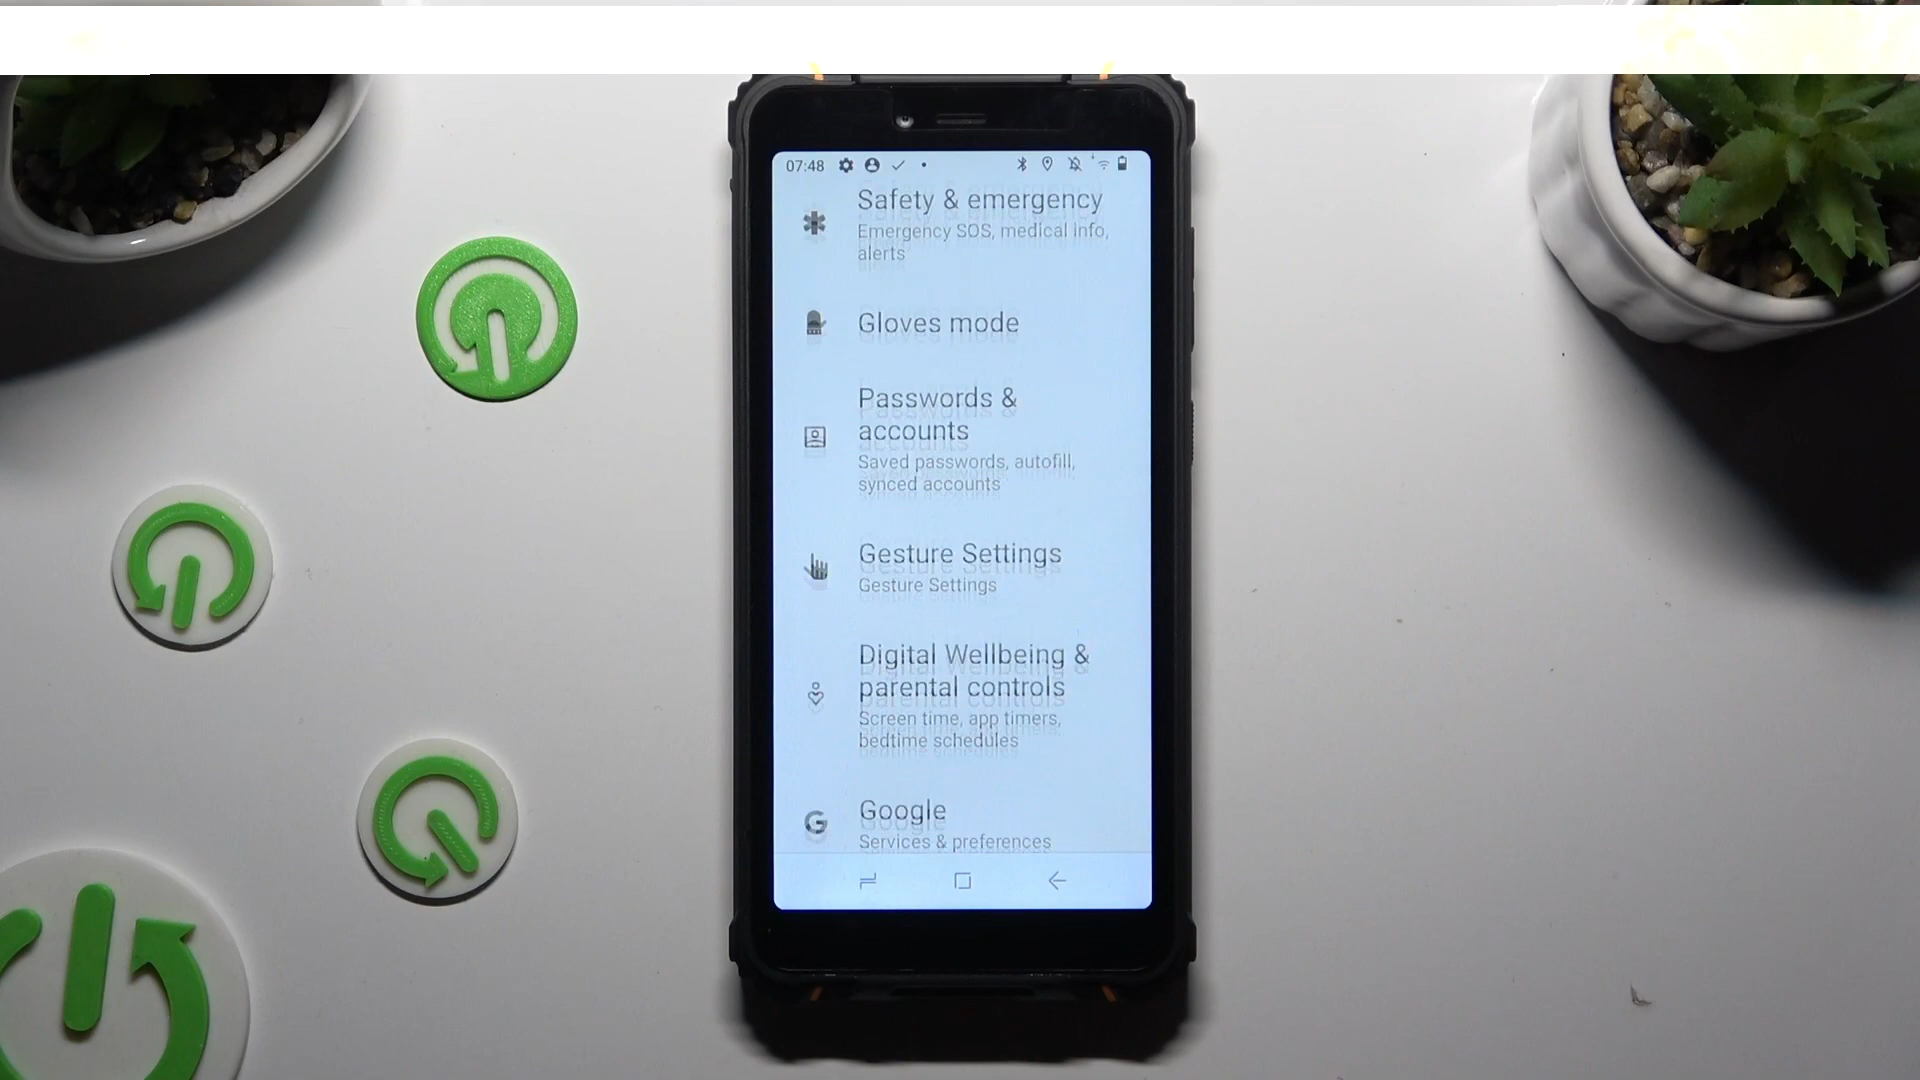 07:48
Safety & emergency
Emergency SOS, medical info,
alerts
Gloves mode
Passwords &
accounts
Saved passwords, autofill,
synced accounts
Gesture Settings
Gesture Settings
Digital Wellbeing &
parental controls
Screen time, app timers,
bedtime schedules
Google
Services & preferences